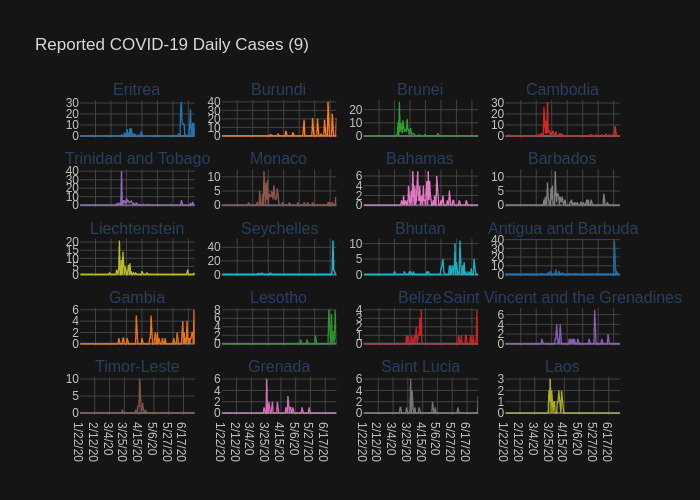 Reported COVID-19 Daily Cases (9)
Eritrea Burundi Brunei Cambodia
30 20 10 0
40 30 20 10 0
20 10 0
30 20 10 0
Trinidad and Tobago Monaco Bahamas Barbados
40 30 20 10 0
10 5 0
6 4 2 0
10 5 0
Liechtenstein Seychelles Bhutan Antigua and Barbuda
20 15 10 5 0
40 20 0
10 5 0
40 30 20 10 0
Gambia Lesotho Belize Saint Vincent and the Grenadines
6 4 2 0
8 6 4 2 0
4 3 2 1 0
6 4 2 0
Timor-Leste Grenada Saint Lucia Laos
10 5 0
6 4 2 0
6 4 2 0
3 2 1 0
1/22/20 2/12/20 3/4/20 3/25/20 4/15/20 5/6/20 5/27/20 6/17/20
1/22/20 2/12/20 3/4/20 3/25/20 4/15/20 5/6/20 5/27/20 6/17/20
1/22/20 2/12/20 3/4/20 3/25/20 4/15/20 5/6/20 5/27/20 6/17/20
1/22/20 2/12/20 3/4/20 3/25/20 4/15/20 5/6/20 5/27/20 6/17/20